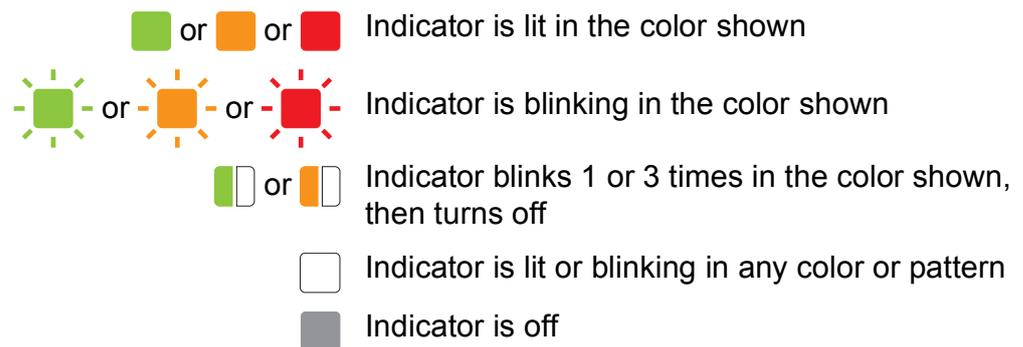 or or Indicator is lit in the color shown
or or Indicator is blinking in the color shown
or Indicator blinks 1 or 3 times in the color shown,
then turns off
Indicator is lit or blinking in any color or pattern
Indicator is off